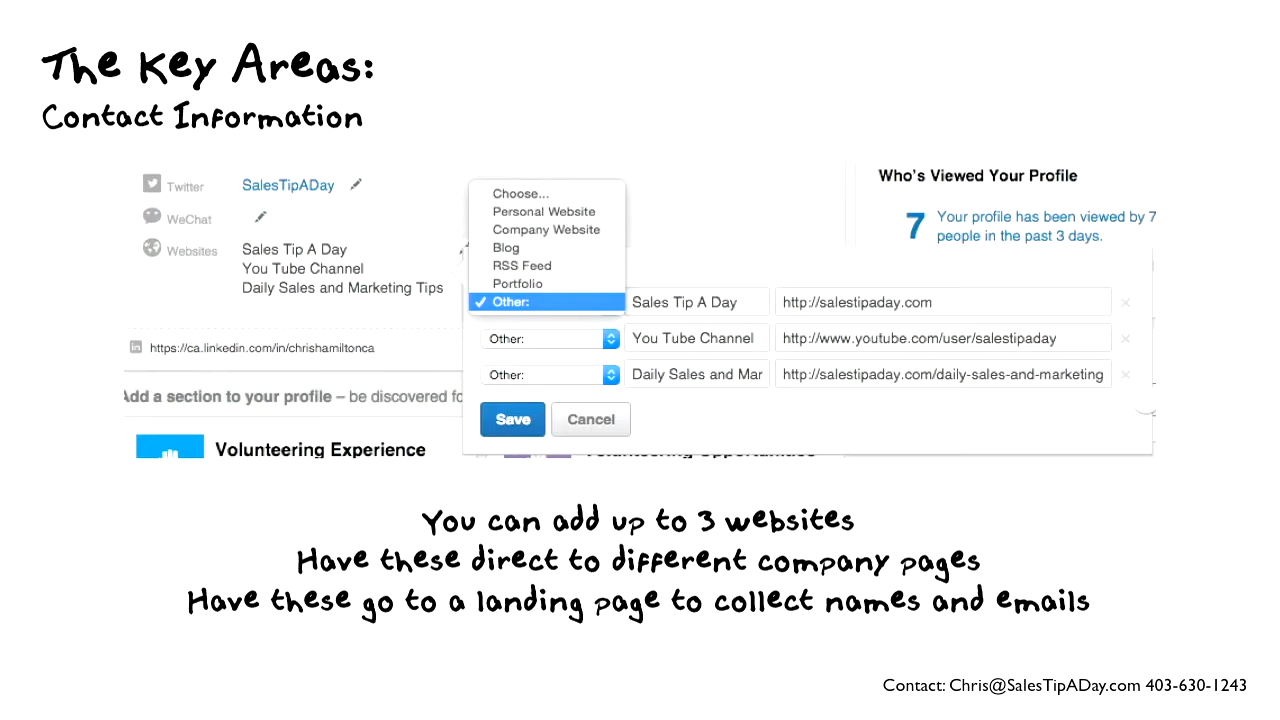 The Key Areas:
Contact Information
Twitter SalesTipADay
WeChat
Websites Sales Tip A Day
You Tube Channel
Daily Sales and Marketing Tips
https://ca.linkedin.com/in/chrishamiltonca
Add a section to your profile – be discovered fo
Volunteering Experience
Volunteering Opportunities
Choose...
Personal Website
Company Website
Blog
RSS Feed
Portfolio
Other: Sales Tip A Day http://salestipaday.com
Other: You Tube Channel http://www.youtube.com/user/salestipaday
Other: Daily Sales and Mar http://salestipaday.com/daily-sales-and-marketing
Save Cancel
Who's Viewed Your Profile
7 Your profile has been viewed by 7
people in the past 3 days.
You can add up to 3 websites
Have these direct to different company pages
Have these go to a landing page to collect names and emails
Contact: Chris@SalesTipADay.com 403-630-1243